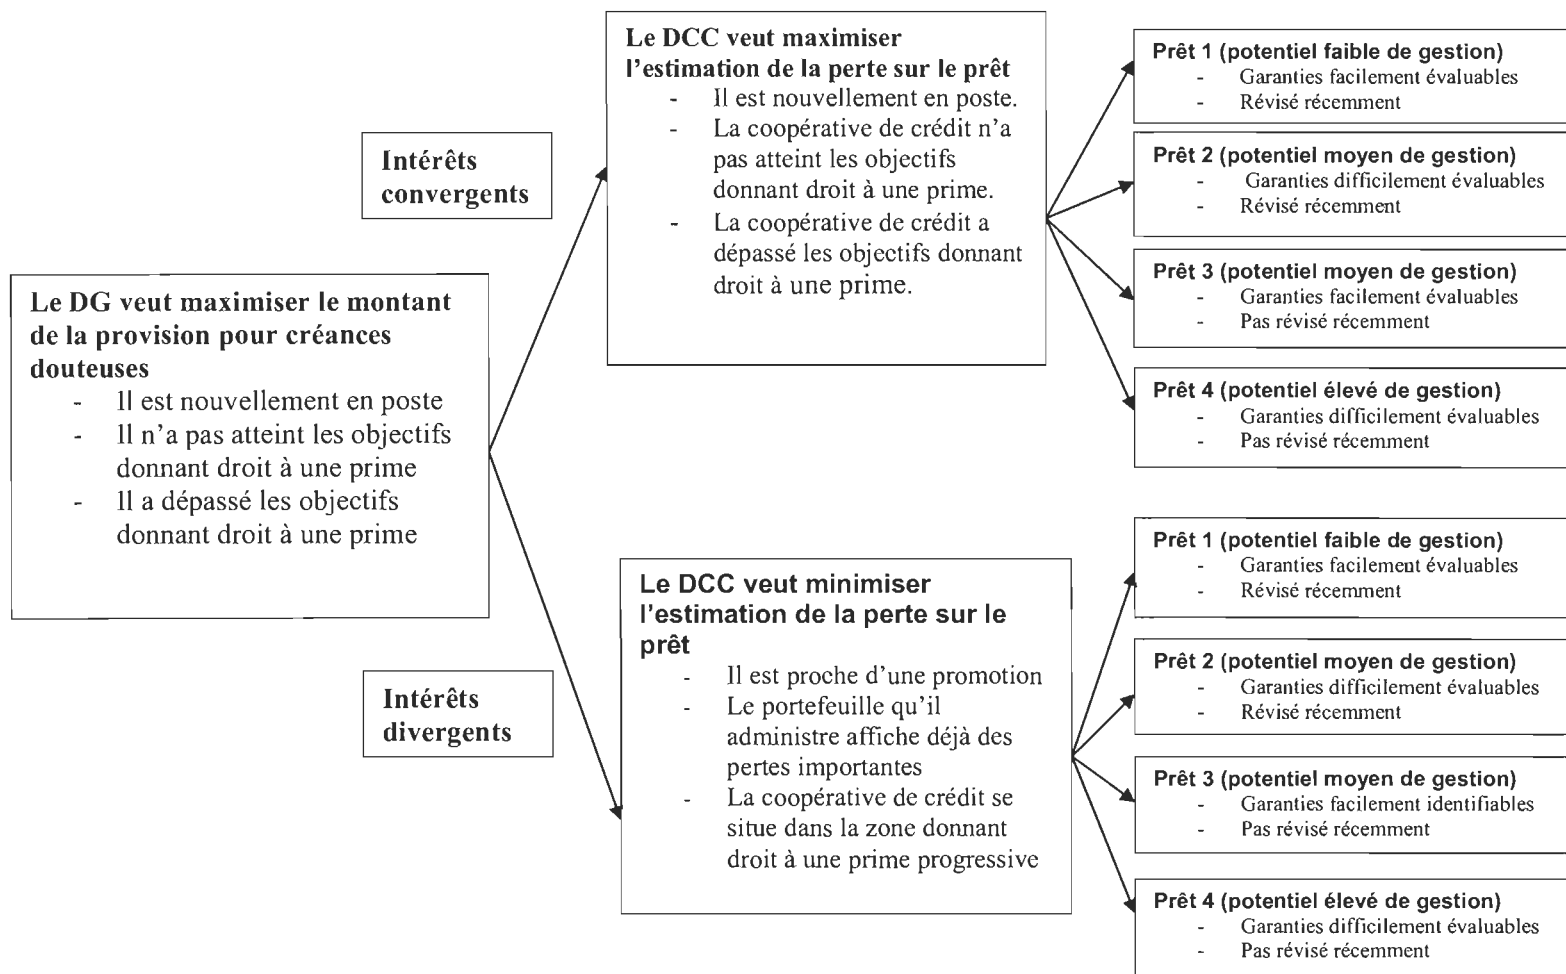 Le DG veut maximiser le montant
de la provision pour créances
douteuses
- Il est nouvellement en poste
- Il n'a pas atteint les objectifs
donnant droit à une prime
- Il a dépassé les objectifs
donnant droit à une prime
Intérêts
convergents
Le DCC veut maximiser
l'estimation de la perte sur le prêt
- Il est nouvellement en poste.
- La coopérative de crédit n'a
pas atteint les objectifs
donnant droit à une prime.
- La coopérative de crédit a
dépassé les objectifs donnant
droit à une prime.
Prêt 1 (potentiel faible de gestion)
- Garanties facilement évaluables
- Révisé récemment
Prêt 2 (potentiel moyen de gestion)
- Garanties difficilement évaluables
- Révisé récemment
Prêt 3 (potentiel moyen de gestion)
- Garanties facilement évaluables
- Pas révisé récemment
Prêt 4 (potentiel élevé de gestion)
- Garanties difficilement évaluables
- Pas révisé récemment
Intérêts
divergents
Le DCC veut minimiser
l'estimation de la perte sur le
prêt
- Il est proche d'une promotion
- Le portefeuille qu'il
administre affiche déjà des
pertes importantes
- La coopérative de crédit se
situe dans la zone donnant
droit à une prime progressive
Prêt 1 (potentiel faible de gestion)
- Garanties facilement évaluables
- Révisé récemment
Prêt 2 (potentiel moyen de gestion)
- Garanties difficilement évaluables
- Révisé récemment
Prêt 3 (potentiel moyen de gestion)
- Garanties facilement identifiables
- Pas révisé récemment
Prêt 4 (potentiel élevé de gestion)
- Garanties difficilement évaluables
- Pas révisé récemment